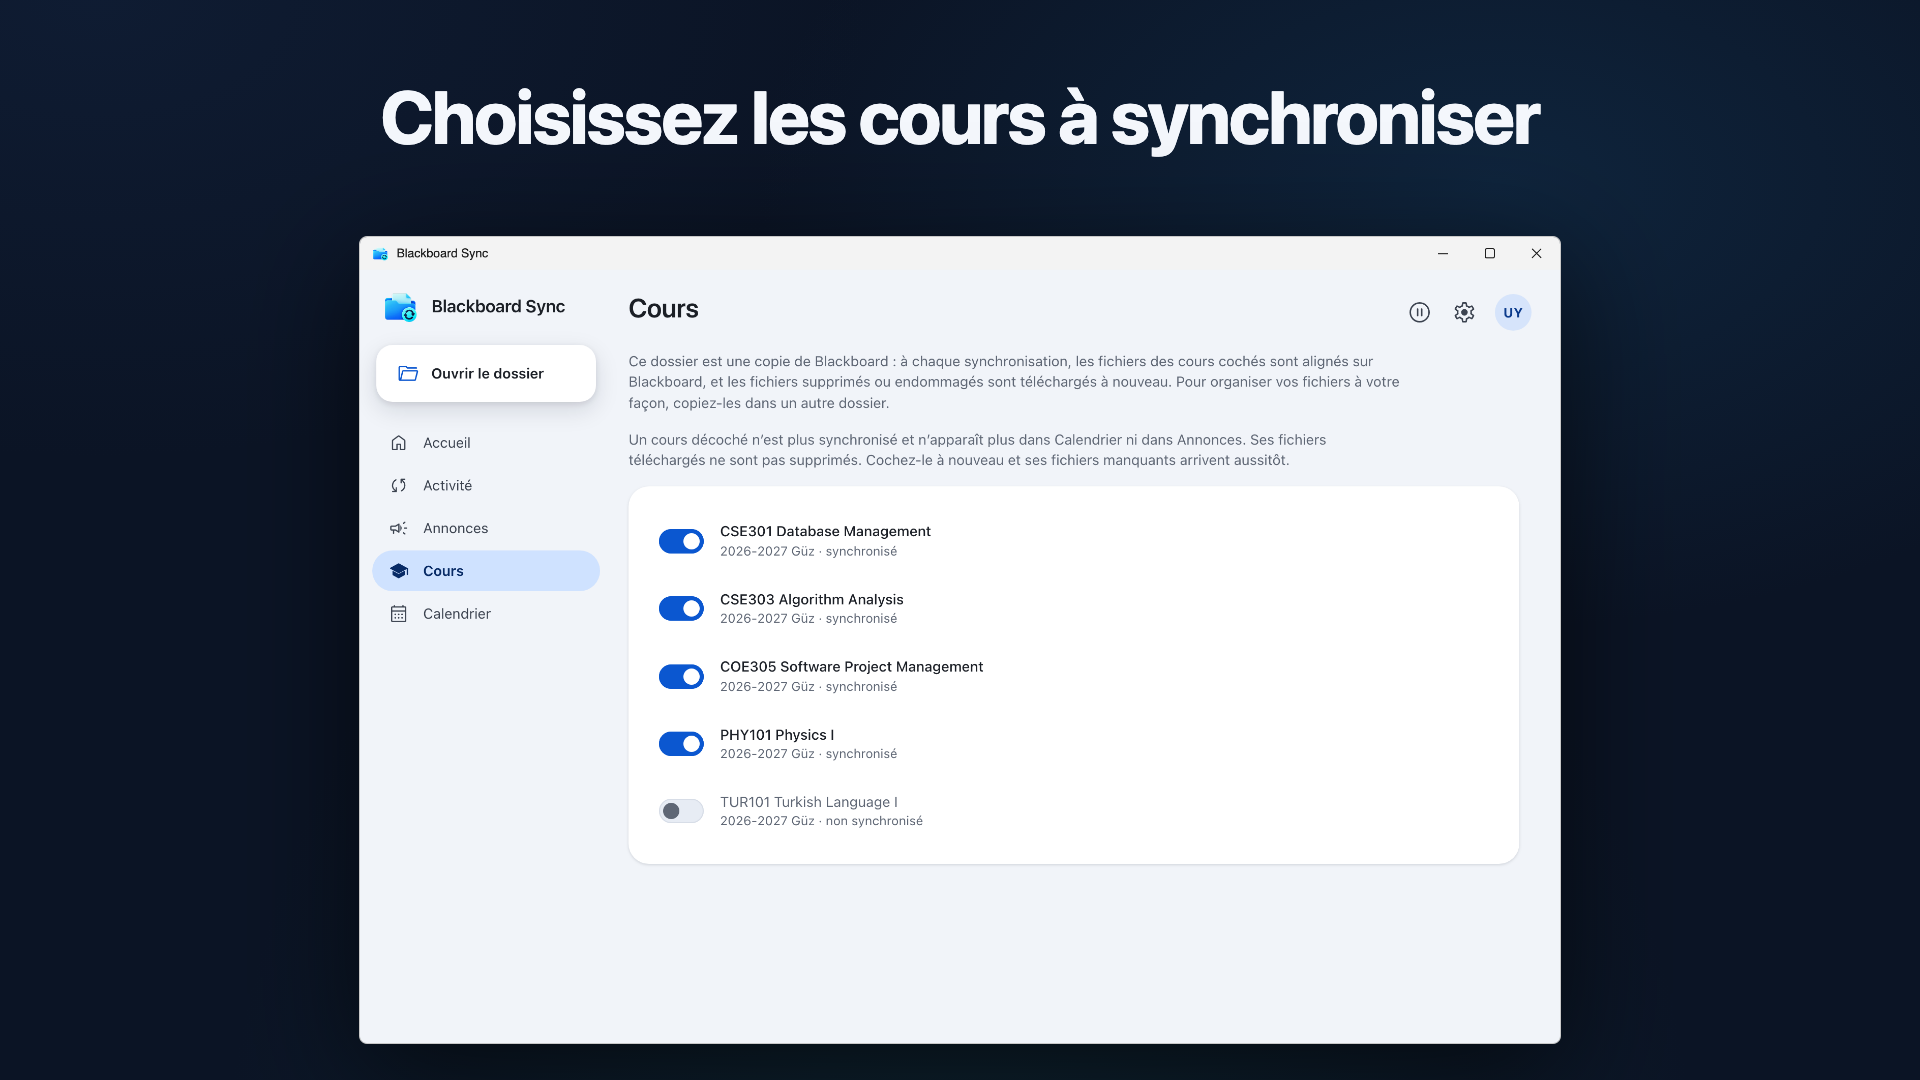 Choisissez les cours à synchroniser
Blackboard Sync
Blackboard Sync
Ouvrir le dossier
Accueil
Activité
Annonces
Cours
Calendrier
Cours
UY
Ce dossier est une copie de Blackboard : à chaque synchronisation, les fichiers des cours cochés sont alignés sur
Blackboard, et les fichiers supprimés ou endommagés sont téléchargés à nouveau. Pour organiser vos fichiers à votre
façon, copiez-les dans un autre dossier.
Un cours décoché n’est plus synchronisé et n’apparaît plus dans Calendrier ni dans Annonces. Ses fichiers
téléchargés ne sont pas supprimés. Cochez-le à nouveau et ses fichiers manquants arrivent aussitôt.
CSE301 Database Management
2026-2027 Güz · synchronisé
CSE303 Algorithm Analysis
2026-2027 Güz · synchronisé
COE305 Software Project Management
2026-2027 Güz · synchronisé
PHY101 Physics I
2026-2027 Güz · synchronisé
TUR101 Turkish Language I
2026-2027 Güz · non synchronisé